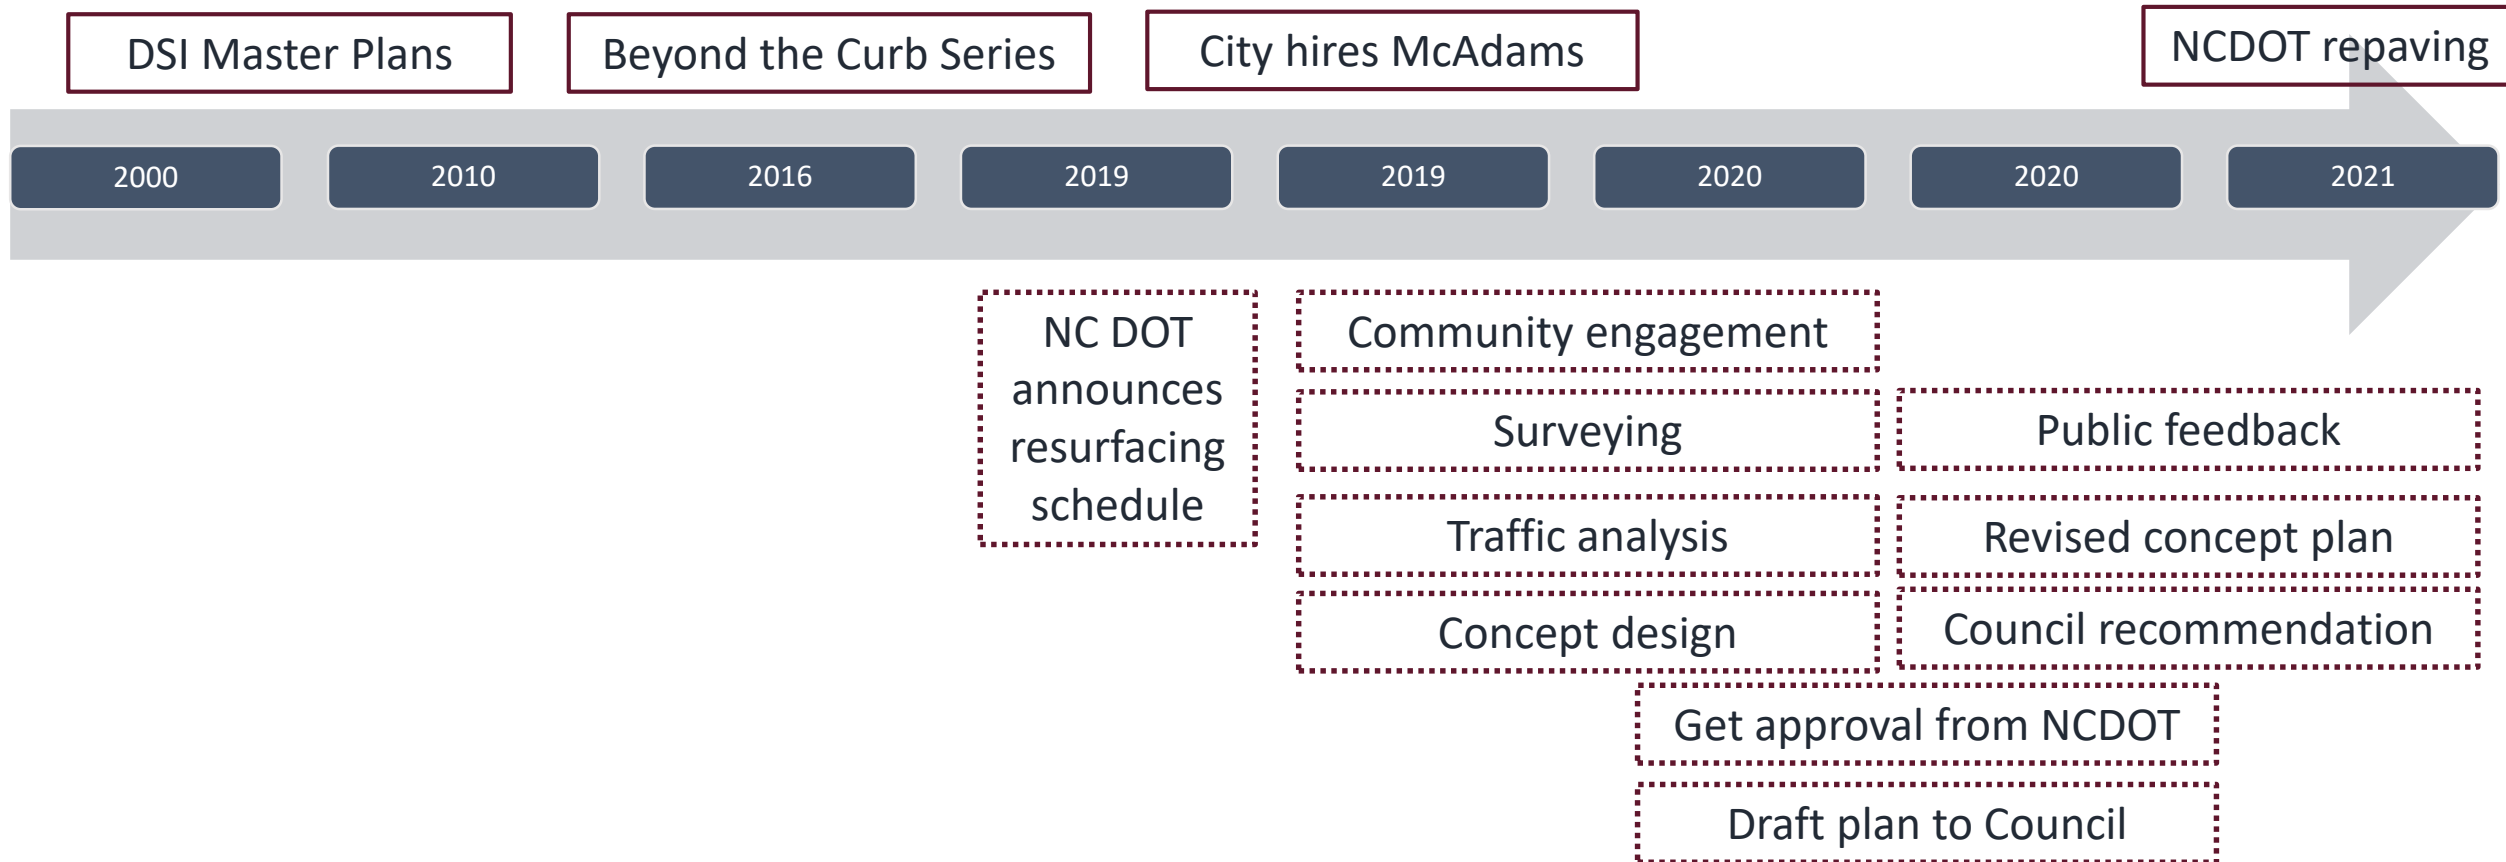 DSI Master Plans
Beyond the Curb Series
City hires McAdams
NCDOT repaving
2000
2010
2016
2019
2019
2020
2020
2021
NC DOT
announces
resurfacing
schedule
Community engagement
Surveying
Traffic analysis
Concept design
Public feedback
Revised concept plan
Council recommendation
Get approval from NCDOT
Draft plan to Council